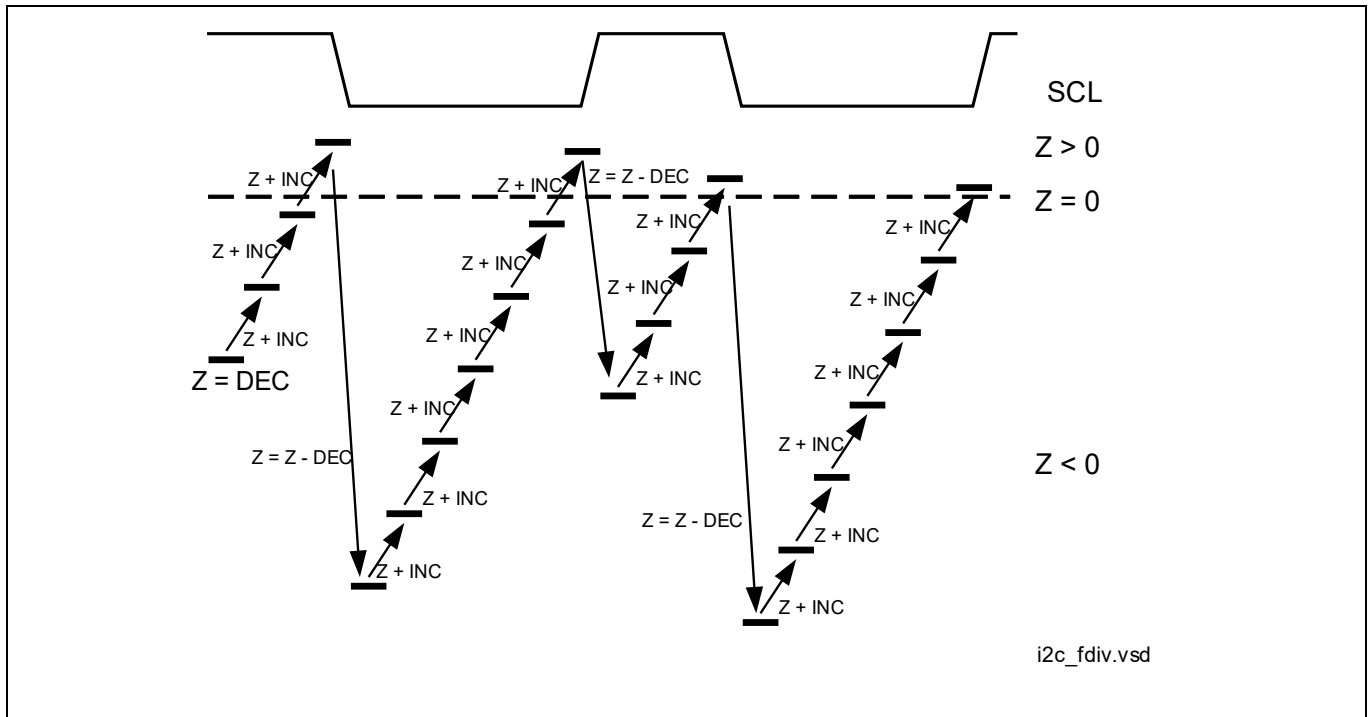 SCL
Z > 0
Z + INC
Z + INC
Z = Z - DEC
Z = 0
Z + INC
Z + INC
Z + INC
Z + INC
Z + INC
Z + INC
Z + INC
Z + INC
Z + INC
Z + INC
Z + INC
Z = DEC
Z + INC
Z + INC
Z = Z - DEC
Z + INC
Z < 0
Z + INC
Z = Z - DEC
Z + INC
Z + INC
Z + INC
i2c_fdiv.vsd